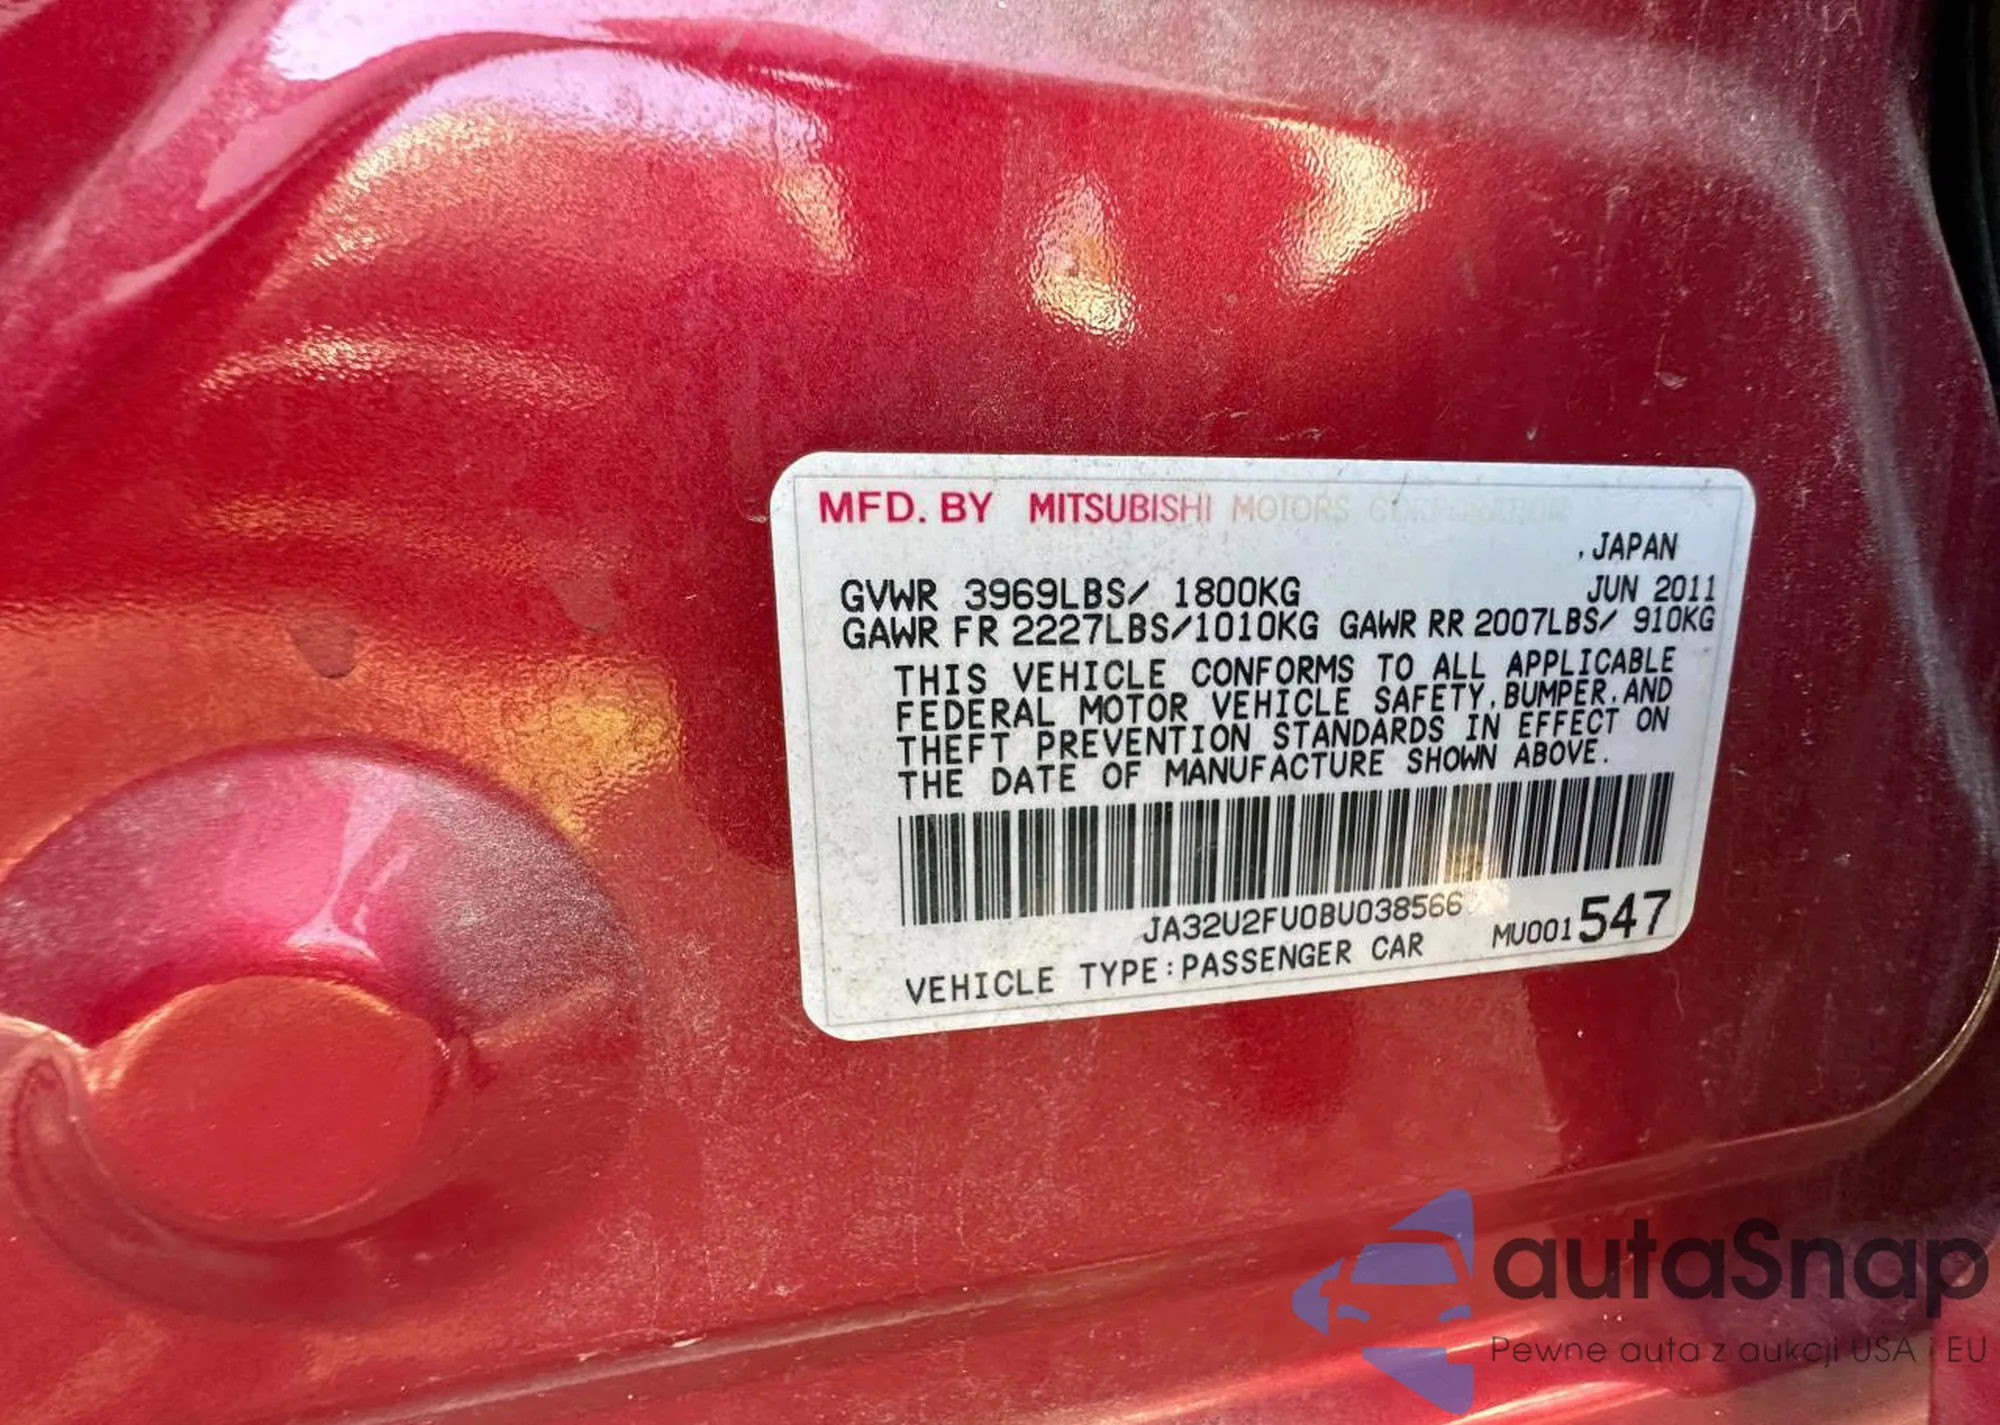 MFD. BY MITSUBISHI MOTORS CORPORATION
, JAPAN
GVWR 3969LBS/ 1800KG JUN 2011
GAWR FR 2227LBS/1010KG GAWR RR 2007LBS/ 910KG
THIS VEHICLE CONFORMS TO ALL APPLICABLE
FEDERAL MOTOR VEHICLE SAFETY, BUMPER, AND
THEFT PREVENTION STANDARDS IN EFFECT ON
THE DATE OF MANUFACTURE SHOWN ABOVE.
JA32U2FU0BU038566
MU001547
VEHICLE TYPE:PASSENGER CAR
autaSnap
Pewne auta z aukcji USA i EU